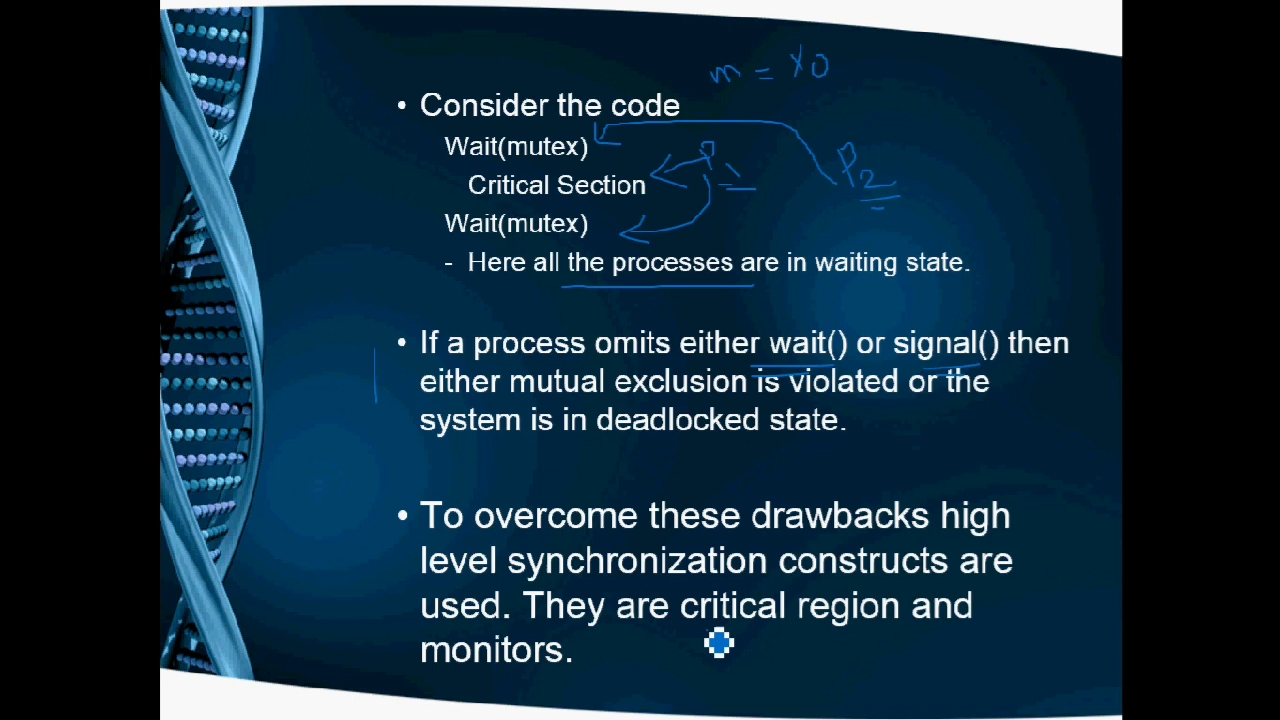 m = 10
• Consider the code
Wait(mutex)
Critical Section
P2
Wait(mutex)
- Here all the processes are in waiting state.
• If a process omits either wait() or signal() then
either mutual exclusion is violated or the
system is in deadlocked state.
• To overcome these drawbacks high
level synchronization constructs are
used. They are critical region and
monitors.